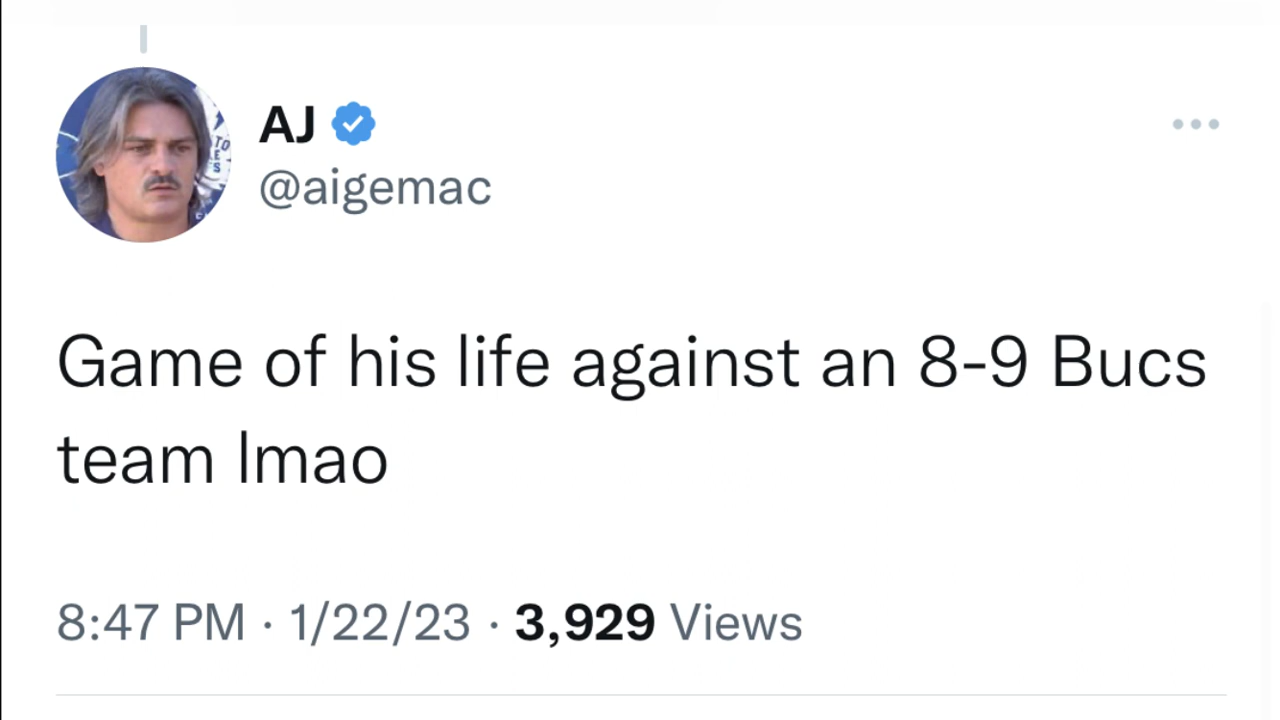 AJ
@aigemac
Game of his life against an 8-9 Bucs
team lmao
8:47 PM · 1/22/23 · 3,929 Views